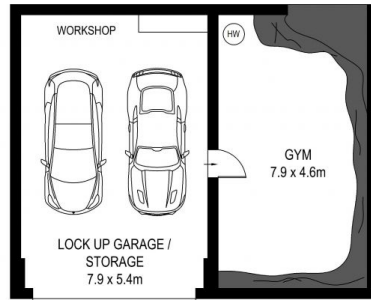 WORKSHOP
HW
GYM
7.9 x 4.6m
LOCK UP GARAGE /
STORAGE
7.9 x 5.4m